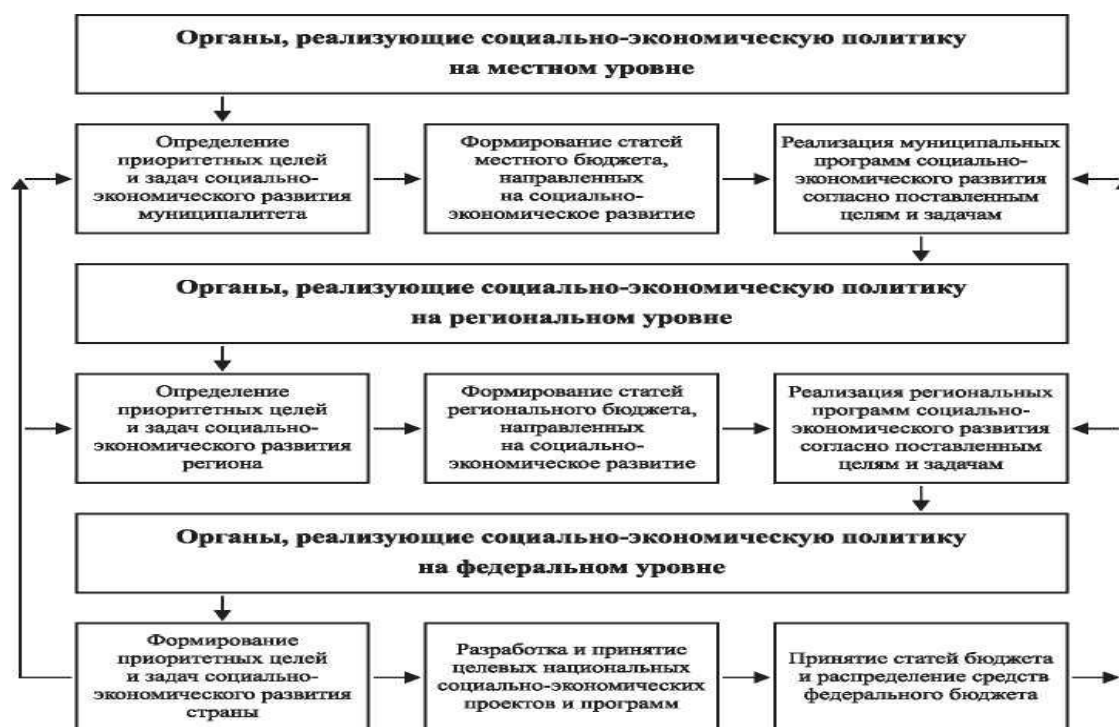 Органы, реализующие социально-экономическую политику
на местном уровне
Определение
приоритетных целей
и задач социально-
экономического развития
муниципалитета
Формирование статей
местного бюджета,
направленных
на социально-
экономическое развитие
Реализация муниципальных
программ социально-
экономического развития
согласно поставленным
целям и задачам
Органы, реализующие социально-экономическую политику
на региональном уровне
Определение
приоритетных целей
и задач социально-
экономического развития
региона
Формирование статей
регионального бюджета,
направленных
на социально-
экономическое развитие
Реализация региональных
программ социально-
экономического развития
согласно поставленным
целям и задачам
Органы, реализующие социально-экономическую политику
на федеральном уровне
Формирование
приоритетных целей
и задач социально-
экономического развития
страны
Разработка и принятие
целевых национальных
социально-экономических
проектов и программ
Принятие статей бюджета
и распределение средств
федерального бюджета